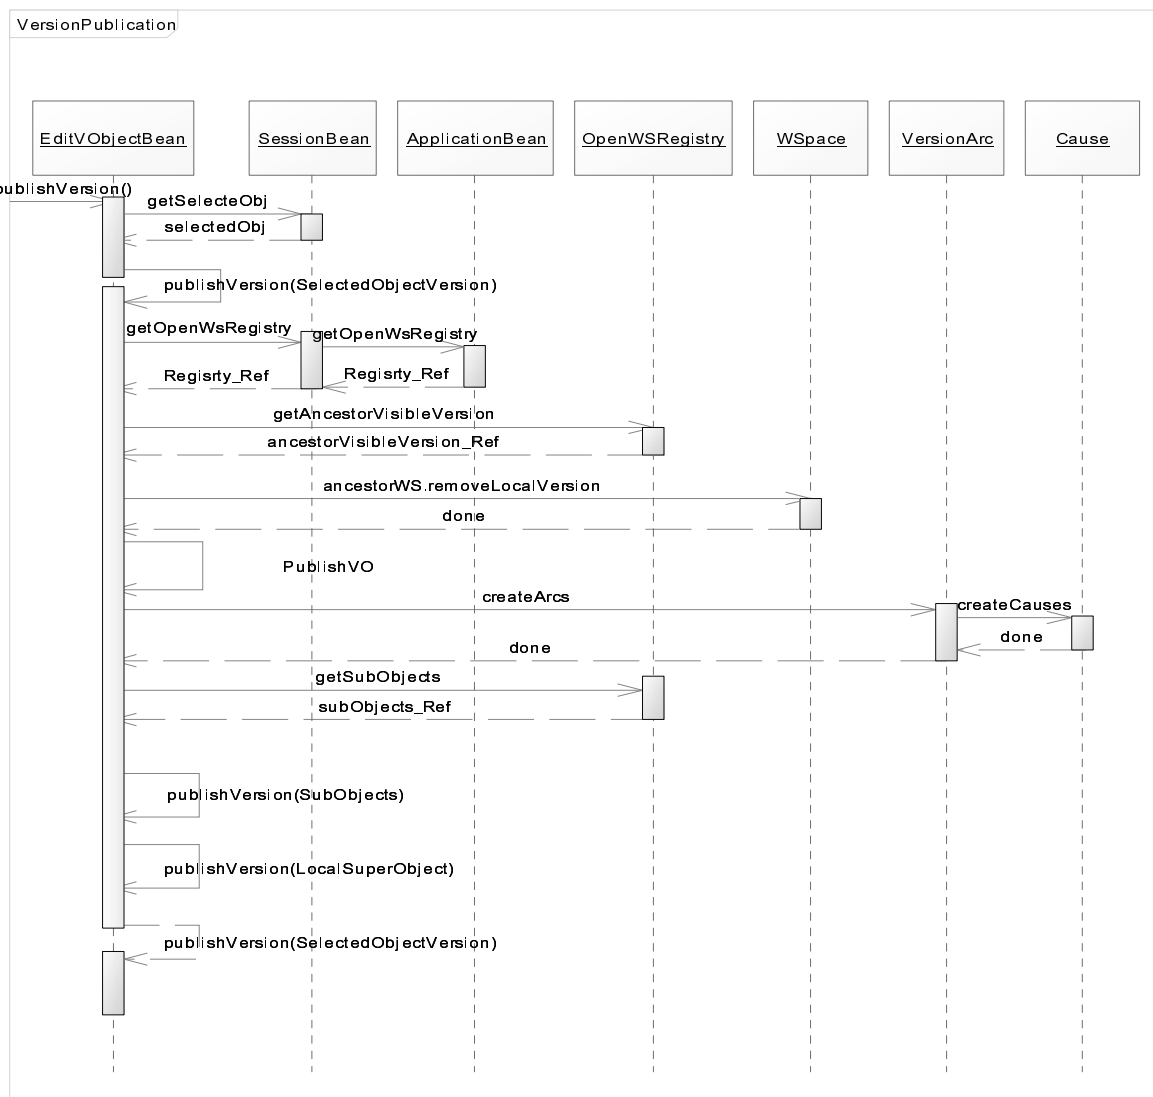 VersionPublication
EditVObjectBean
SessionBean
ApplicationBean
OpenWSRegistry
WSpace
VersionArc
Cause
publishVersion()
getSelecteObj
selectedObj
publishVersion(SelectedObjectVersion)
getOpenWsRegistry
getOpenWsRegistry
Regisrty_Ref
Regisrty_Ref
getAncestorVisibleVersion
ancestorVisibleVersion_Ref
ancestorWS.removeLocalVersion
done
PublishVO
createArcs
createCauses
done
done
getSubObjects
subObjects_Ref
publishVersion(SubObjects)
publishVersion(LocalSuperObject)
publishVersion(SelectedObjectVersion)